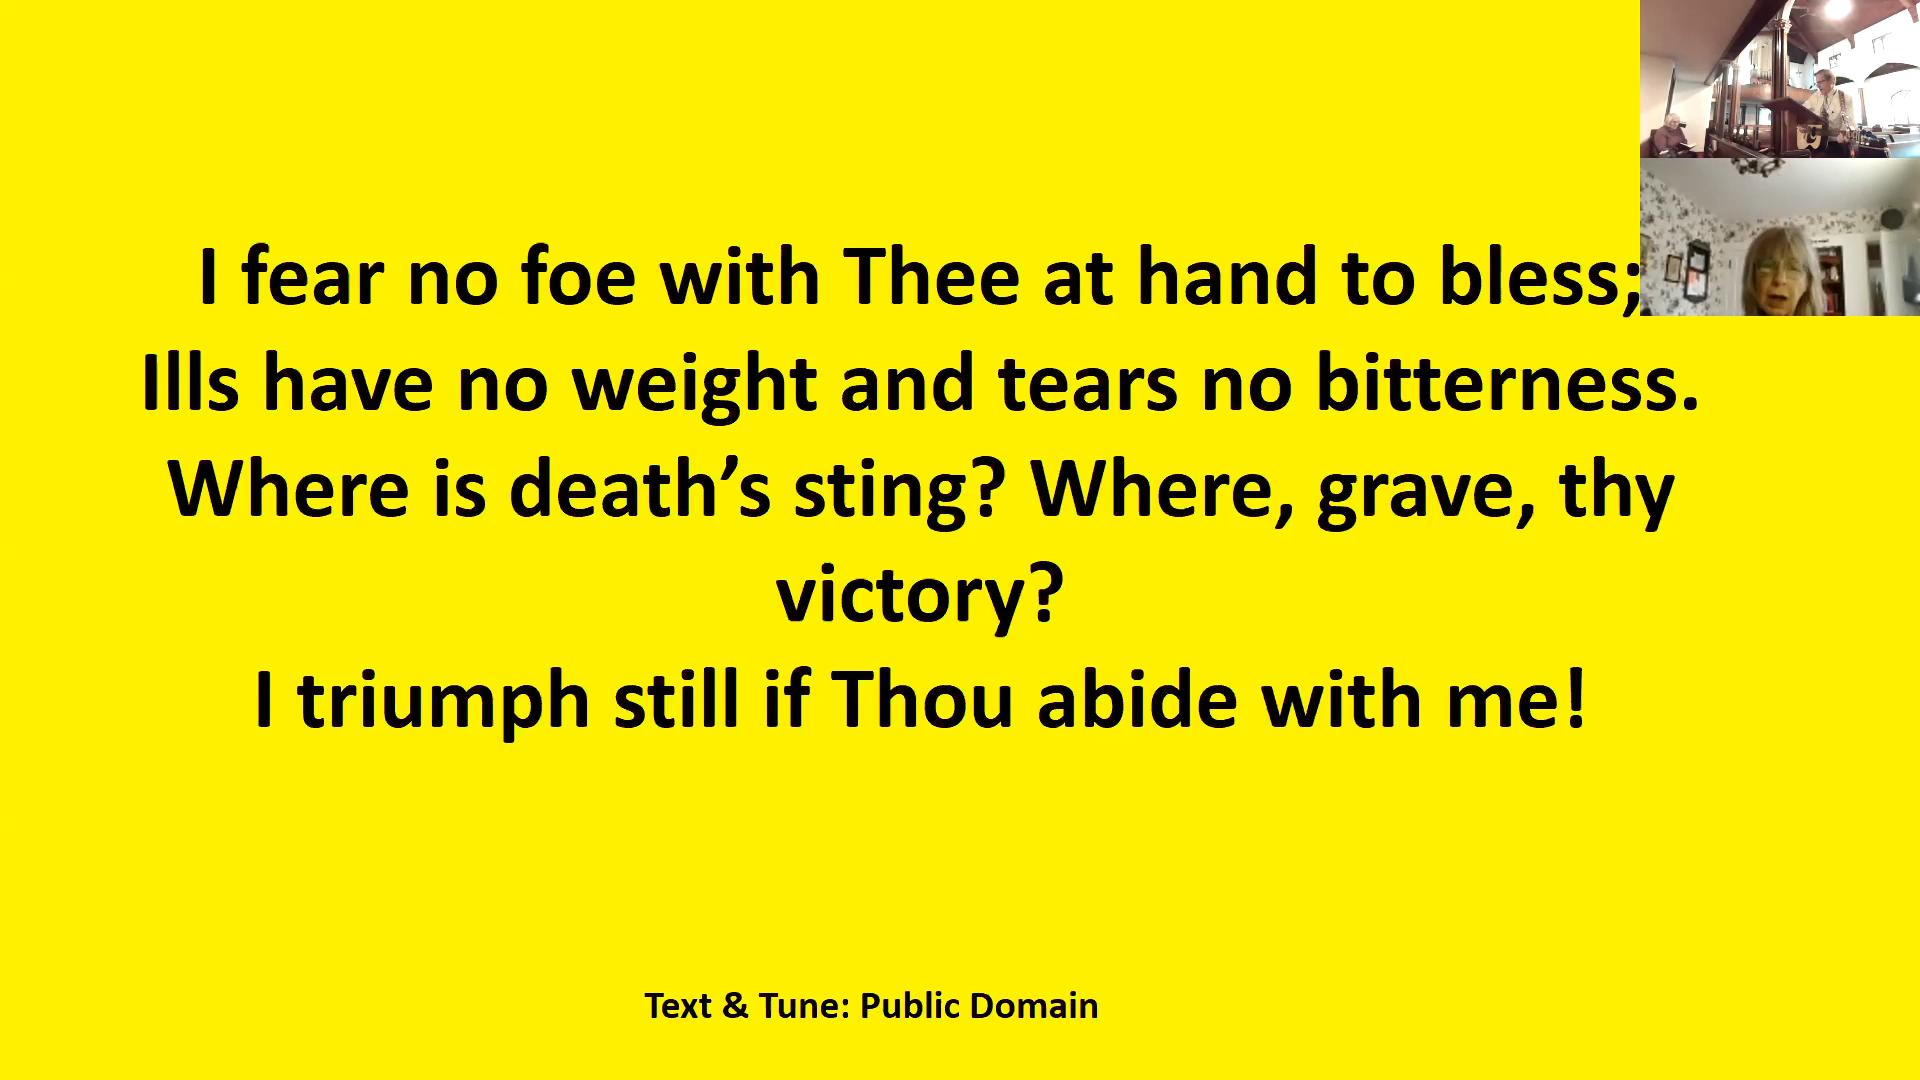 I fear no foe with Thee at hand to bless;
Ills have no weight and tears no bitterness.
Where is death’s sting? Where, grave, thy
victory?
I triumph still if Thou abide with me!
Text & Tune: Public Domain